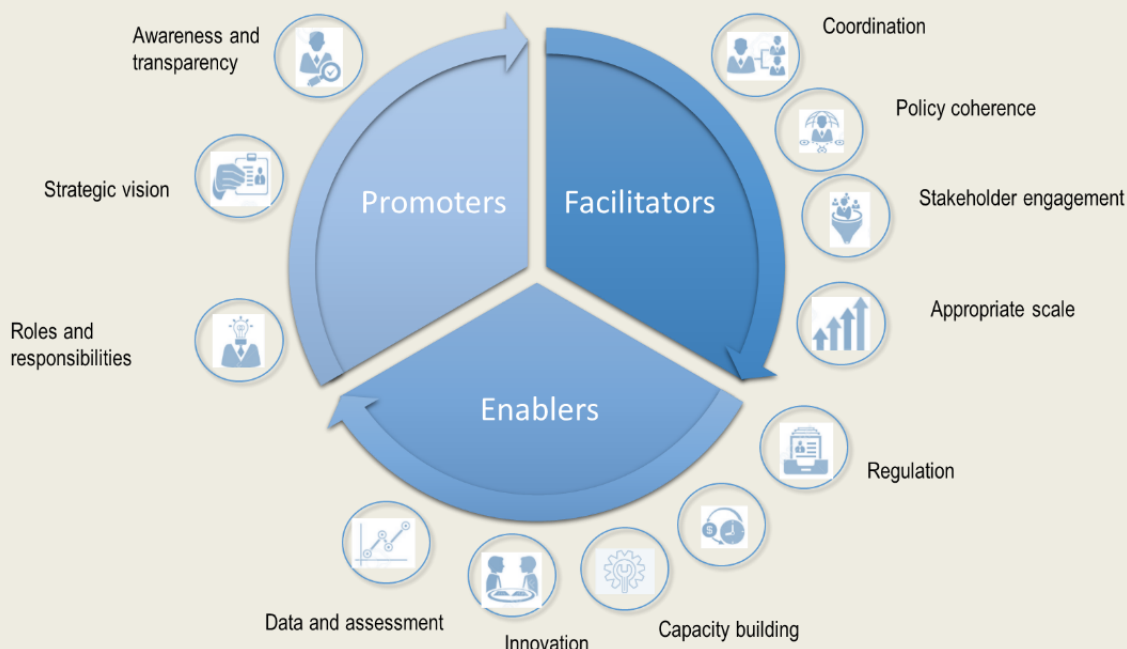 Awareness and
transparency
Strategic vision
Roles and
responsibilities
Promoters
Facilitators
Enablers
Coordination
Policy coherence
Stakeholder engagement
Appropriate scale
Regulation
Capacity building
Innovation
Data and assessment
$